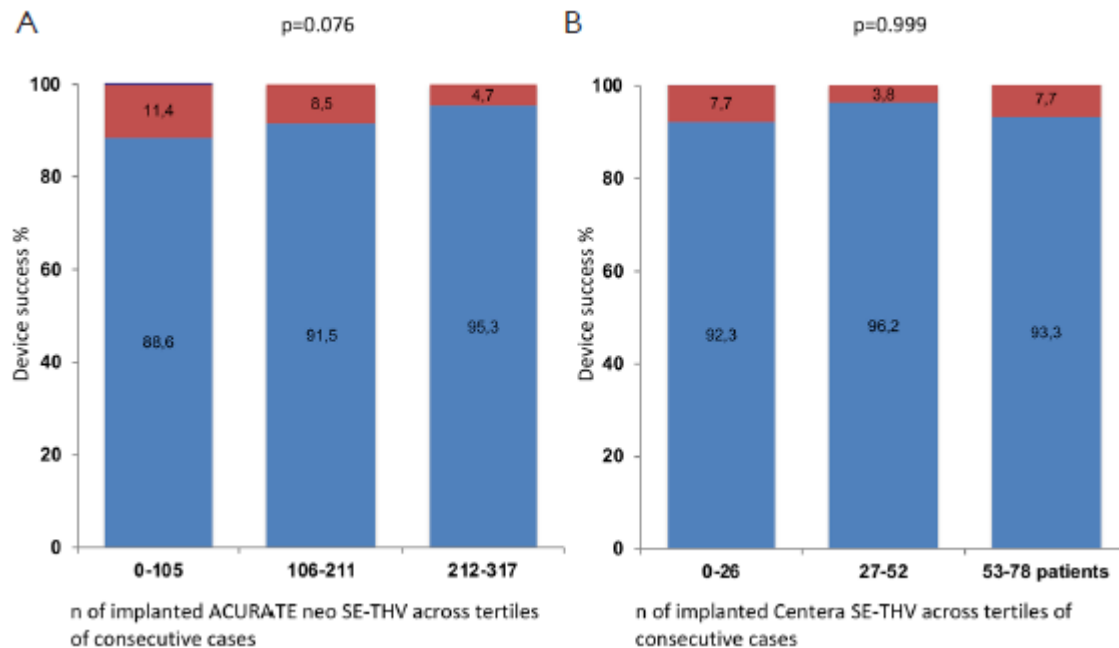 A
p=0.076
100
80
60
40
20
0
Device success %
11,4
8,5
4,7
88,6
91,5
95,3
0-105
106-211
212-317
n of implanted ACURATE neo SE-THV across tertiles
of consecutive cases
B
p=0.999
100
80
60
40
20
0
Device success %
7,7
3,8
7,7
92,3
96,2
93,3
0-26
27-52
53-78 patients
n of implanted Centera SE-THV across tertiles of
consecutive cases